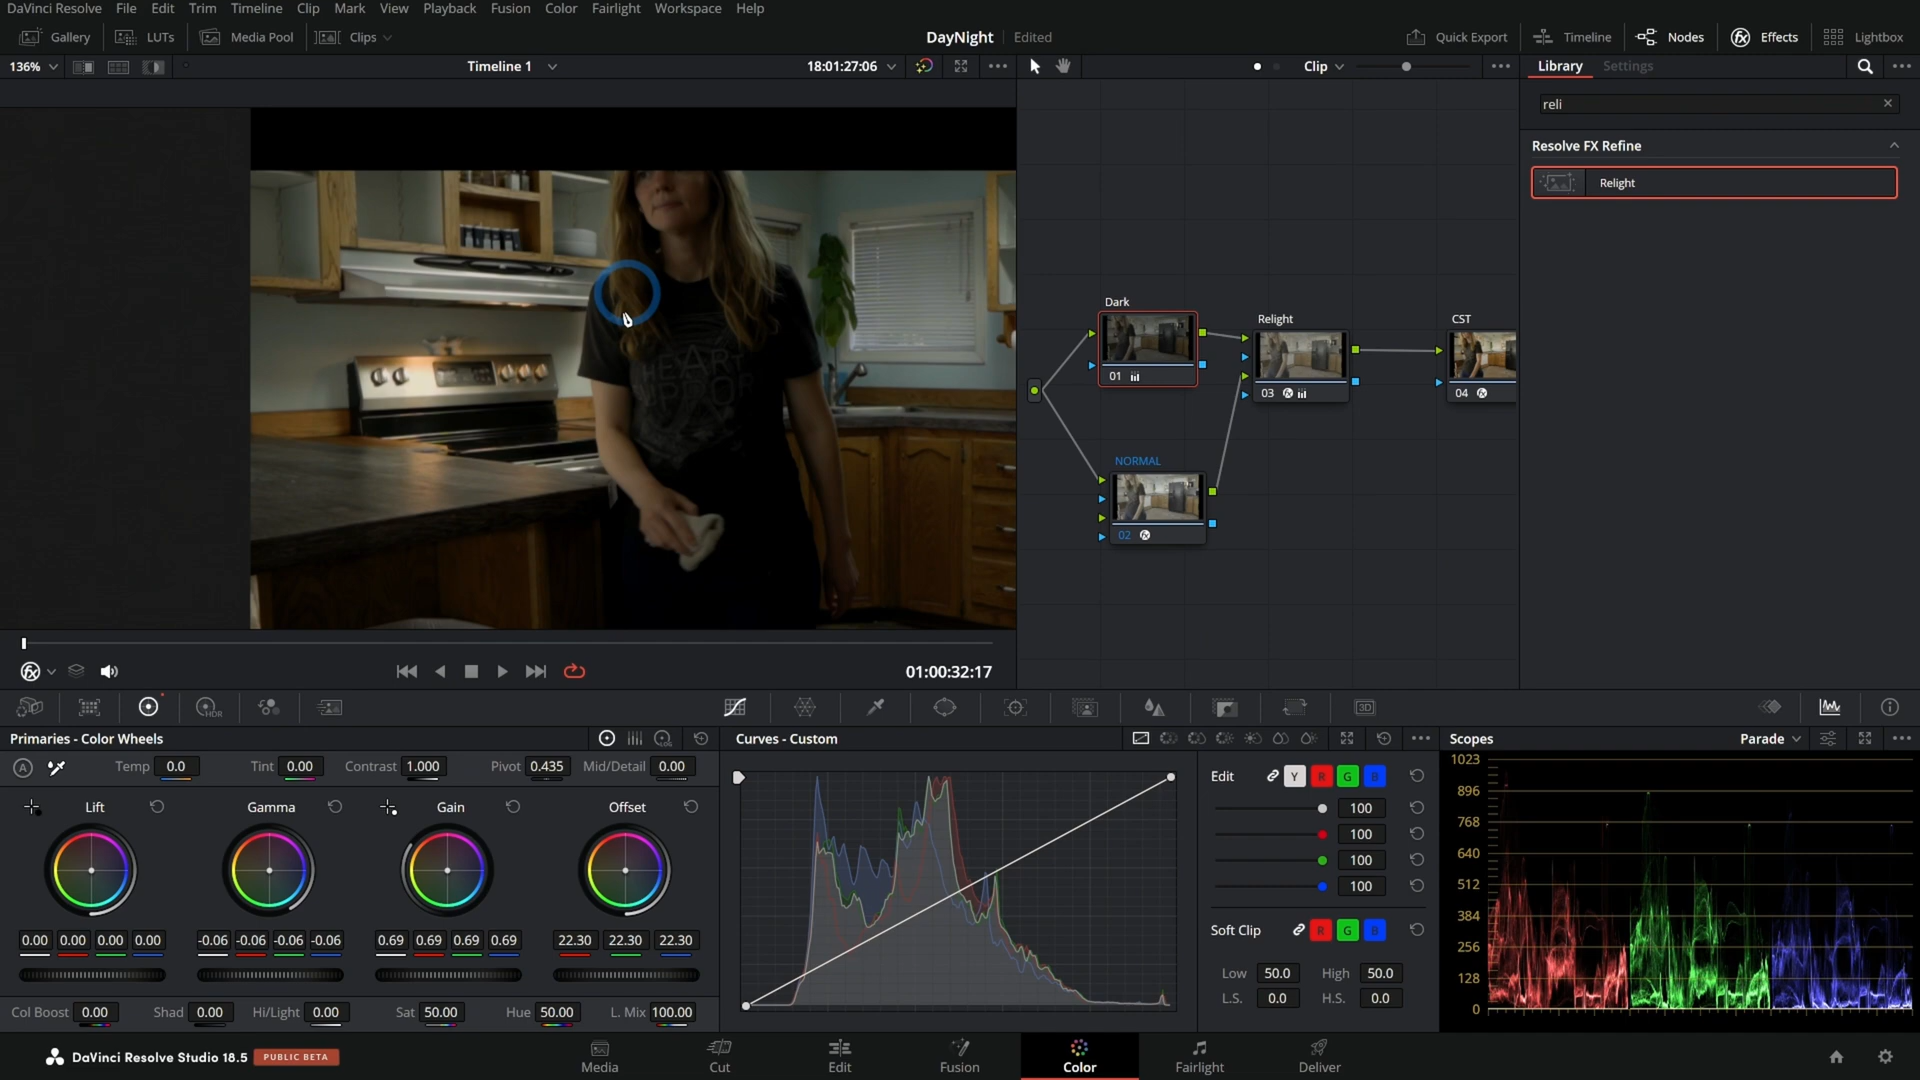 DaVinci Resolve File Edit Trim Timeline Clip Mark View Playback Fusion Color Fairlight Workspace Help
Gallery LUTs Media Pool Clips DayNight Edited Quick Export Timeline Nodes Effects Lightbox
136% Timeline 1 18:01:27:06 Clip Library Settings
reli
Resolve FX Refine
Relight
Dark
01
Relight
03
CST
04
NORMAL
02
01:00:32:17
HDR
3D
Primaries - Color Wheels
Curves - Custom
Scopes Parade
A Temp 0.0 Tint 0.00 Contrast 1.000 Pivot 0.435 Mid/Detail 0.00
Lift Gamma Gain Offset
0.00 0.00 0.00 0.00 -0.06 -0.06 -0.06 -0.06 0.69 0.69 0.69 0.69 22.30 22.30 22.30
Col Boost 0.00 Shad 0.00 Hi/Light 0.00 Sat 50.00 Hue 50.00 L. Mix 100.00
Edit Y R G B
100
100
100
100
Soft Clip R G B
Low 50.0 High 50.0
L.S. 0.0 H.S. 0.0
1023
896
768
640
512
384
256
128
0
DaVinci Resolve Studio 18.5 PUBLIC BETA
Media Cut Edit Fusion Color Fairlight Deliver